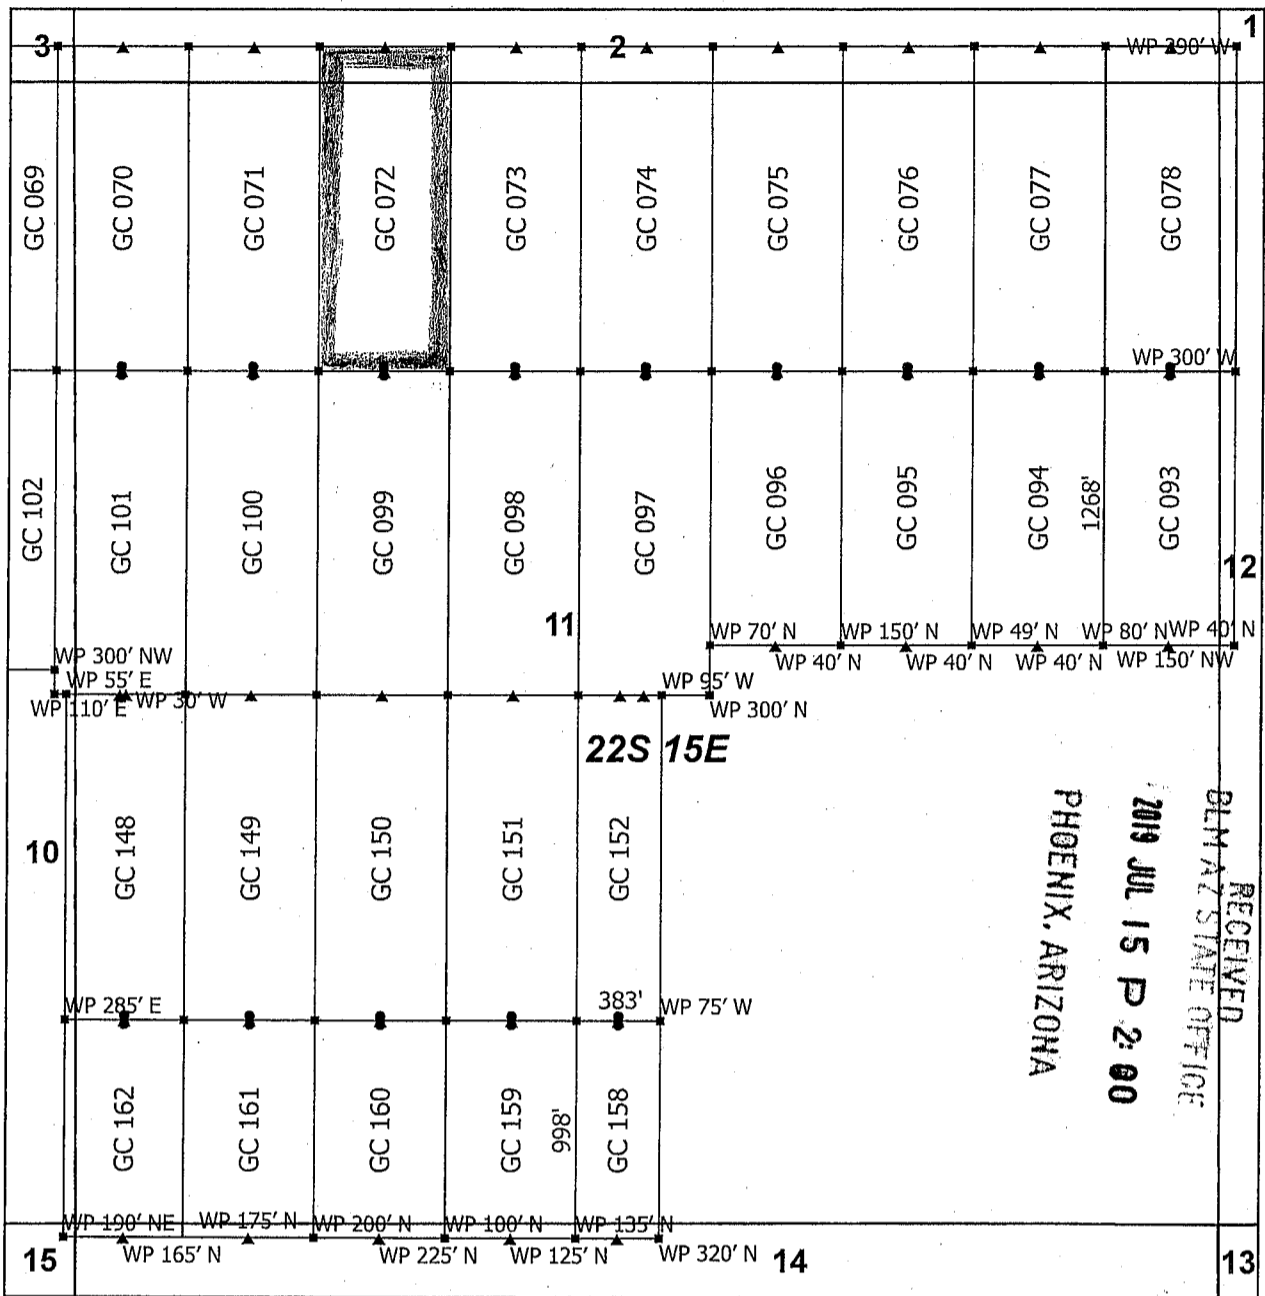 3
2
1
WP 290' W
GC 069
GC 070
GC 071
GC 072
GC 073
GC 074
GC 075
GC 076
GC 077
GC 078
WP 300' W
GC 102
GC 101
GC 100
GC 099
GC 098
GC 097
GC 096
GC 095
GC 094
1268'
GC 093
12
11
WP 70' N
WP 150' N
WP 49' N
WP 80' N
WP 40' N
WP 40' N
WP 40' N
WP 40' N
WP 150' NW
WP 300' NW
WP 55' E
WP 110' E
WP 30' W
WP 95' W
WP 300' N
22S 15E
10
GC 148
GC 149
GC 150
GC 151
GC 152
RECEIVED
BLM AZ STATE OFFICE
2019 JUL 15 P 2:00
PHOENIX, ARIZONA
WP 285' E
383'
WP 75' W
GC 162
GC 161
GC 160
GC 159
998'
GC 158
WP 190' NE
WP 175' N
WP 200' N
WP 100' N
WP 135' N
WP 165' N
WP 225' N
WP 125' N
WP 320' N
15
14
13